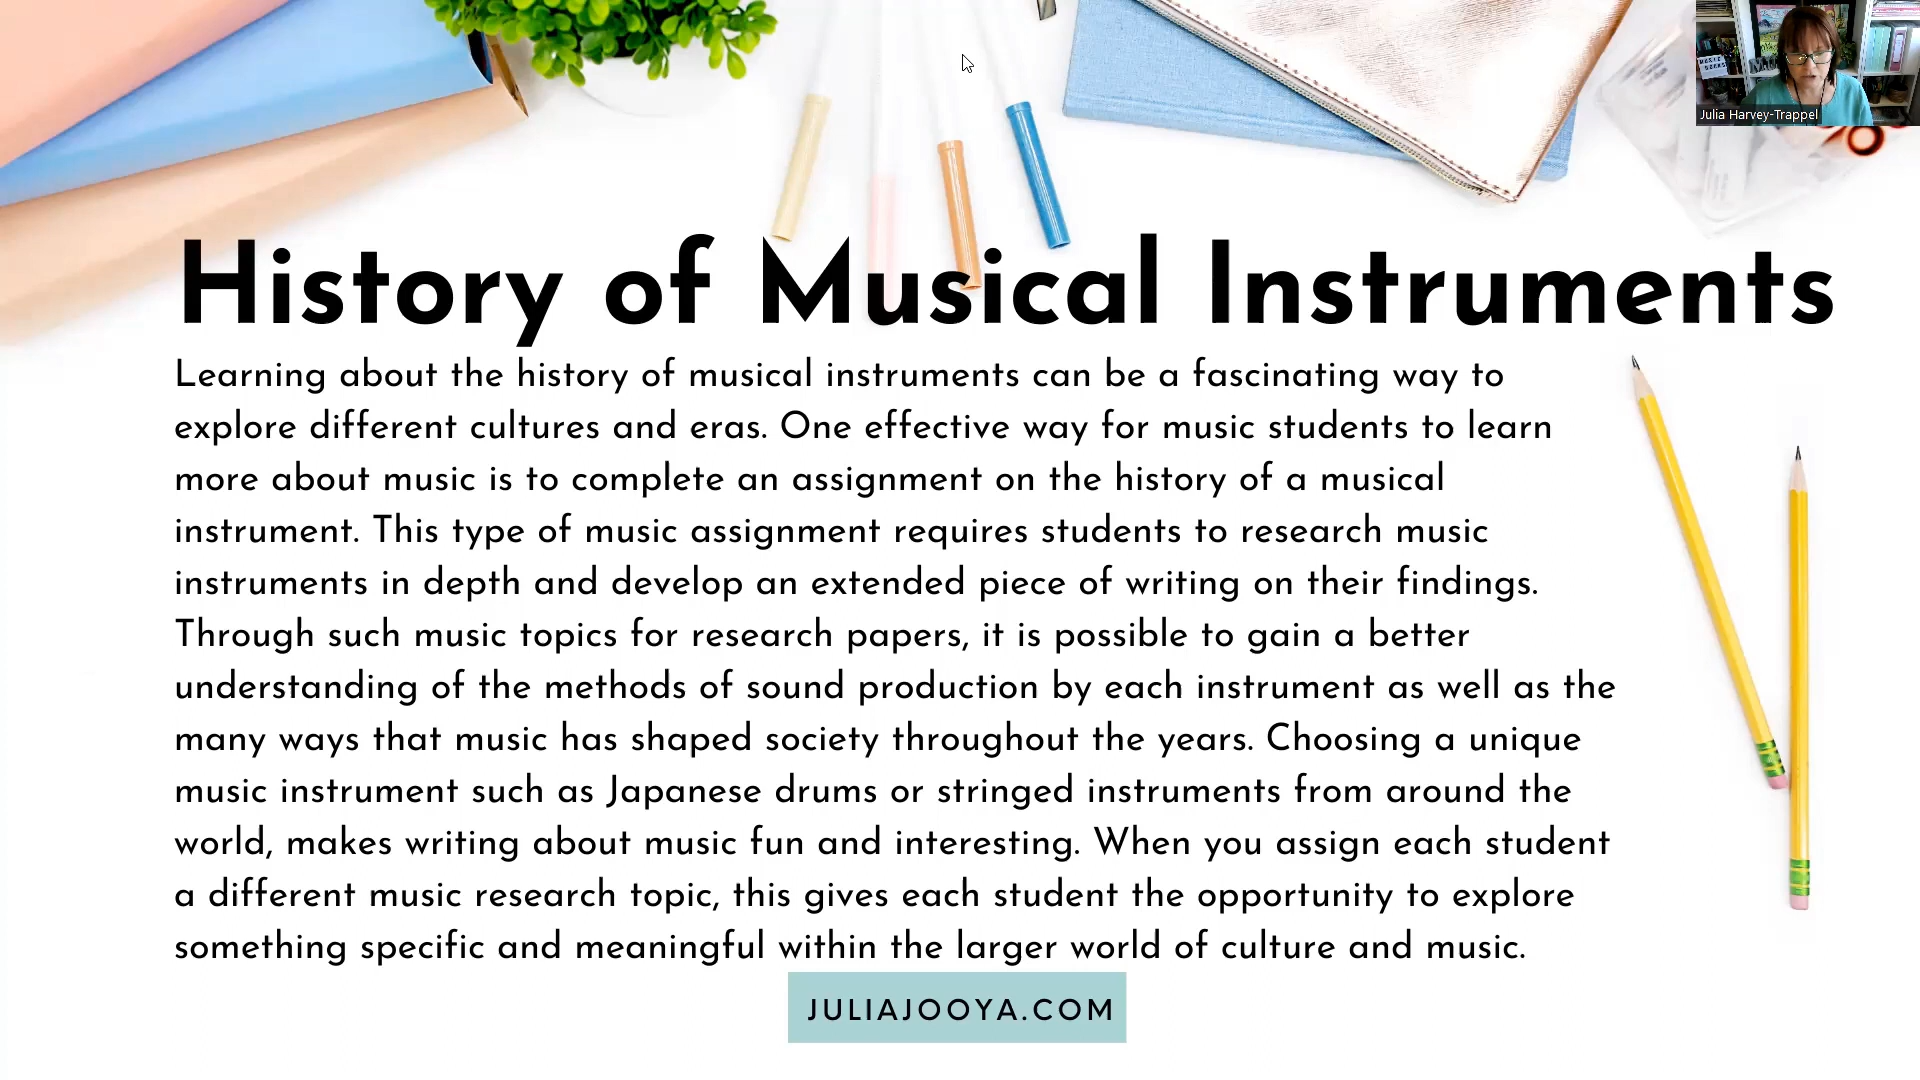 Julia Harvey-Trappel
History of Musical Instruments
Learning about the history of musical instruments can be a fascinating way to
explore different cultures and eras. One effective way for music students to learn
more about music is to complete an assignment on the history of a musical
instrument. This type of music assignment requires students to research music
instruments in depth and develop an extended piece of writing on their findings.
Through such music topics for research papers, it is possible to gain a better
understanding of the methods of sound production by each instrument as well as the
many ways that music has shaped society throughout the years. Choosing a unique
music instrument such as Japanese drums or stringed instruments from around the
world, makes writing about music fun and interesting. When you assign each student
a different music research topic, this gives each student the opportunity to explore
something specific and meaningful within the larger world of culture and music.
JULIAJOOYA.COM